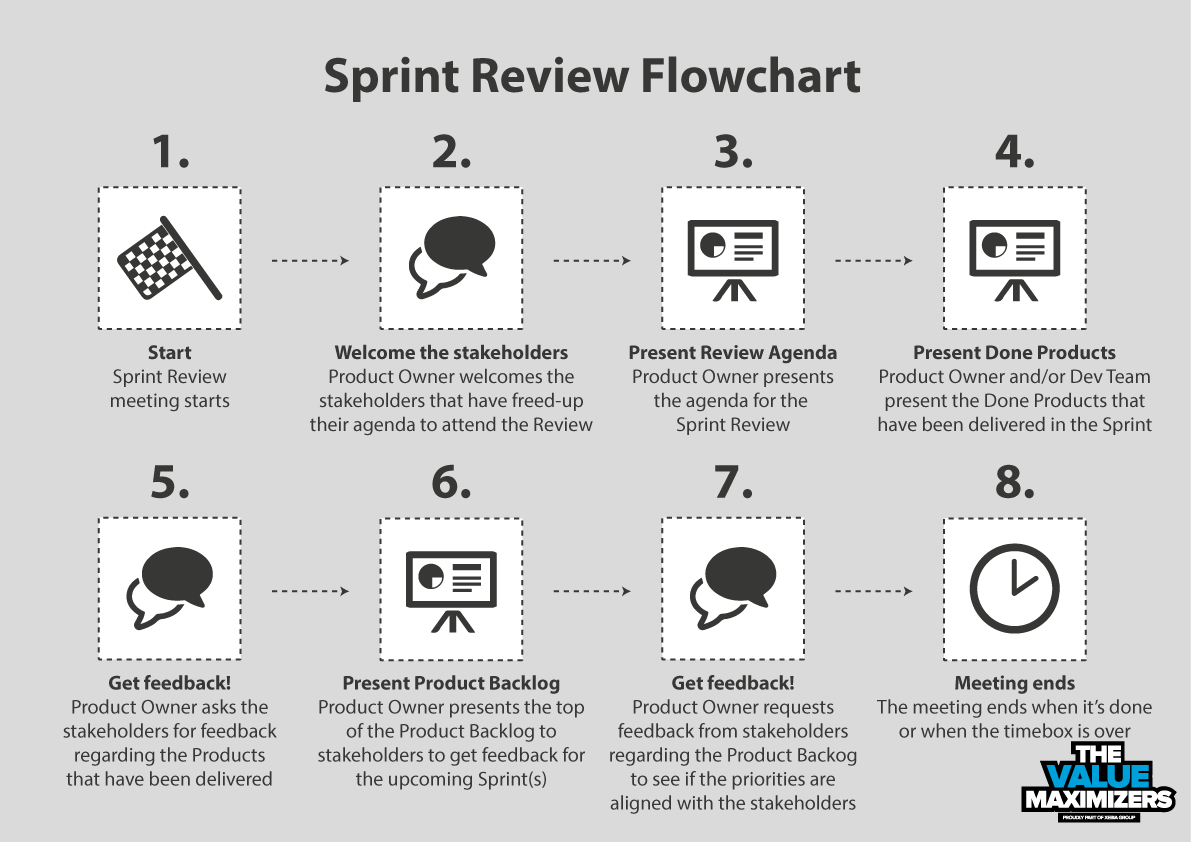 Sprint Review Flowchart
1.
2.
3.
4.
Start
Sprint Review
meeting starts
Welcome the stakeholders
Product Owner welcomes the
stakeholders that have freed-up
their agenda to attend the Review
Present Review Agenda
Product Owner presents
the agenda for the
Sprint Review
Present Done Products
Product Owner and/or Dev Team
present the Done Products that
have been delivered in the Sprint
5.
6.
7.
8.
Get feedback!
Product Owner asks the
stakeholders for feedback
regarding the Products
that have been delivered
Present Product Backlog
Product Owner presents the top
of the Product Backlog to
stakeholders to get feedback for
the upcoming Sprint(s)
Get feedback!
Product Owner requests
feedback from stakeholders
regarding the Product Backog
to see if the priorities are
aligned with the stakeholders
Meeting ends
The meeting ends when it's done
or when the timebox is over
THE
VALUE
MAXIMIZERS
PROUDLY PART OF XEBIA GROUP